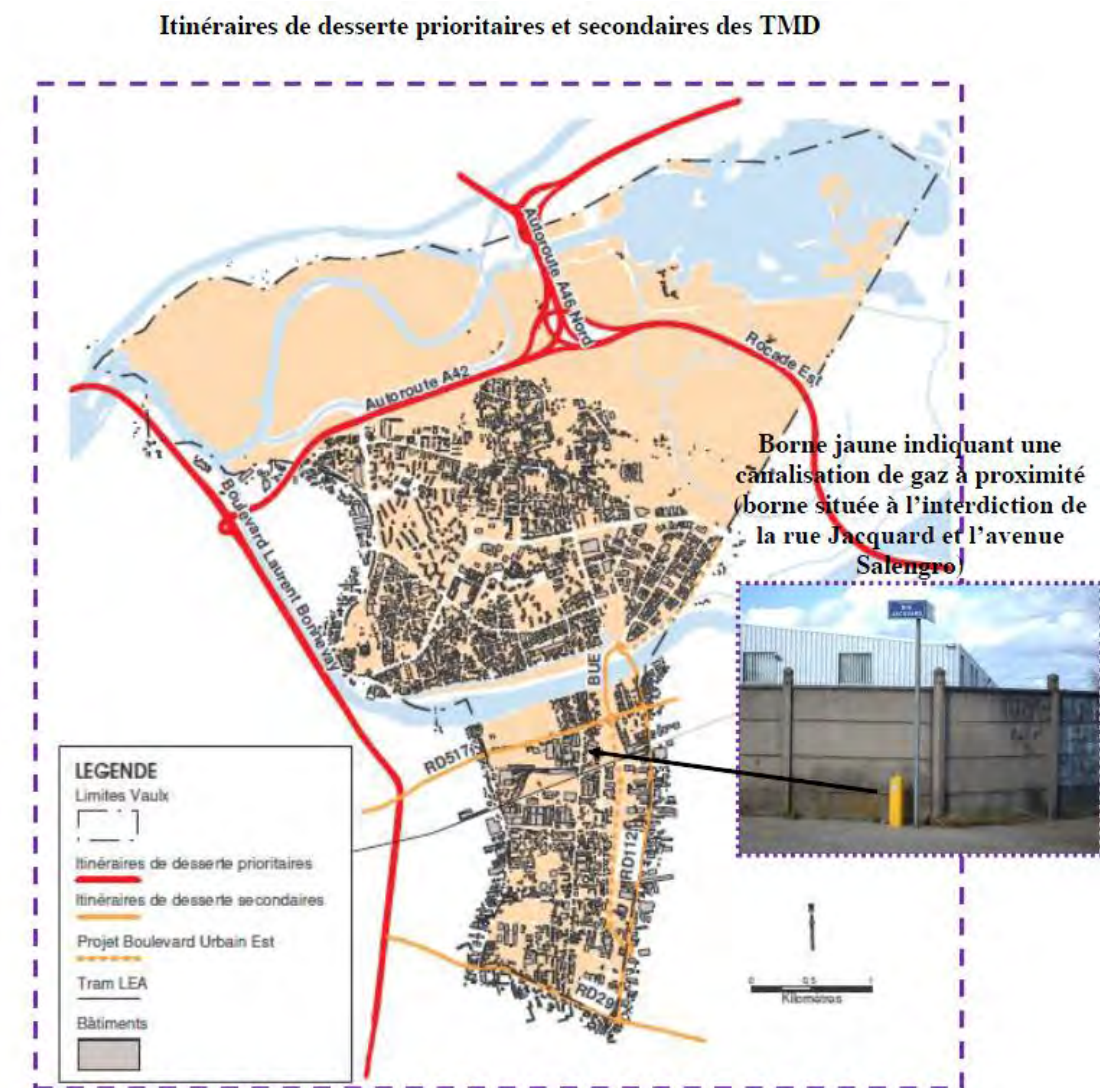 Itinéraires de desserte prioritaires et secondaires des TMD
Autoroute A46 Nord
Autoroute A42
Rocade Est
Boulevard Laurent Bonnevay
Borne jaune indiquant une
canalisation de gaz à proximité
(borne située à l'interdiction de
la rue Jacquard et l'avenue
Salengro)
RUE
JACQUARD
BUE
RD517
RD112
RD29
LEGENDE
Limites Vaulx
Itinéraires de desserte prioritaires
Itinéraires de desserte secondaires
Projet Boulevard Urbain Est
Tram LEA
Bâtiments
N
0 0,5 1
Kilomètres